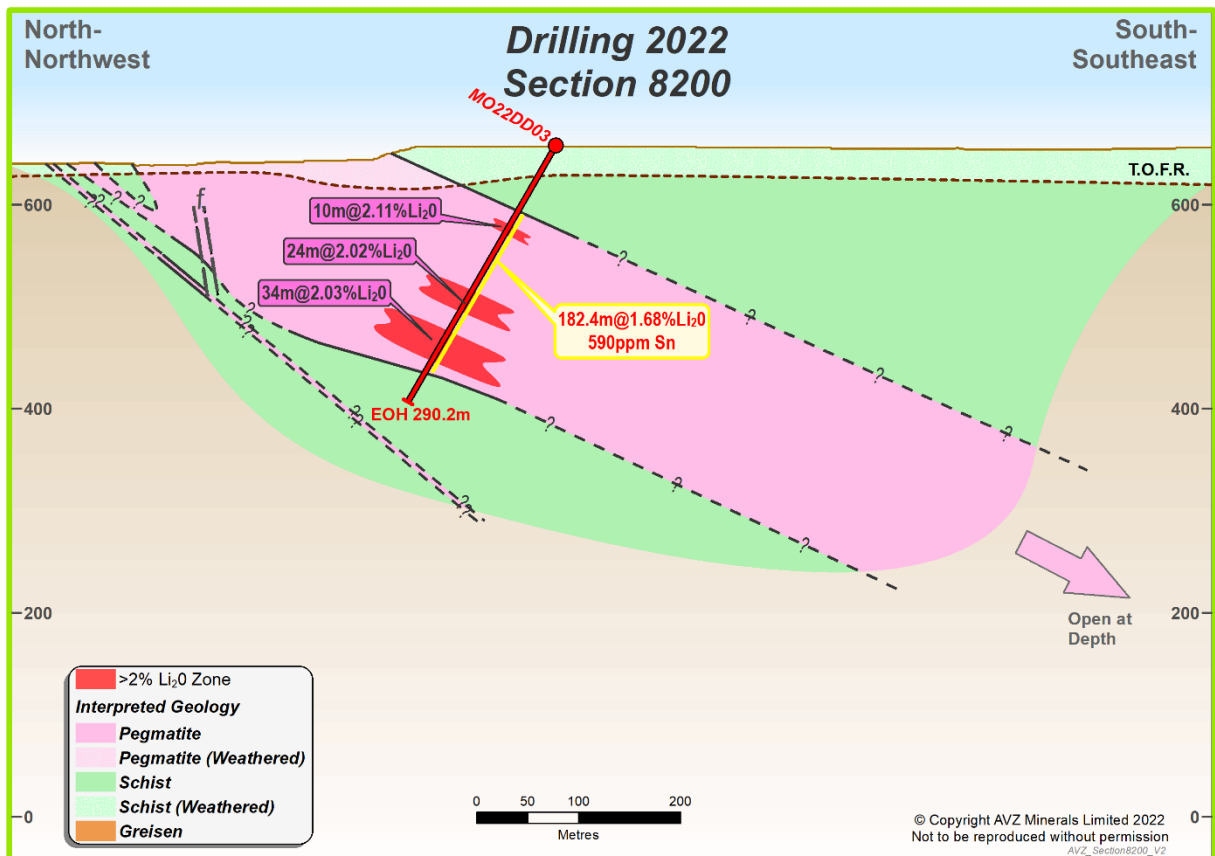 North-
Northwest
Drilling 2022
Section 8200
South-
Southeast
MO22DD03
T.O.F.R.
600
600
f
10m@2.11%Li₂0
24m@2.02%Li₂0
34m@2.03%Li₂0
182.4m@1.68%Li₂0
590ppm Sn
? ? ? ? ? ? ? ? ? ? ? ? ? ? ? ?
400
400
EOH 290.2m
200
200
Open at
Depth
>2% Li₂0 Zone
Interpreted Geology
Pegmatite
Pegmatite (Weathered)
Schist
Schist (Weathered)
Greisen
0
0
0 50 100 200
Metres
© Copyright AVZ Minerals Limited 2022
Not to be reproduced without permission
AVZ_Section8200_V2